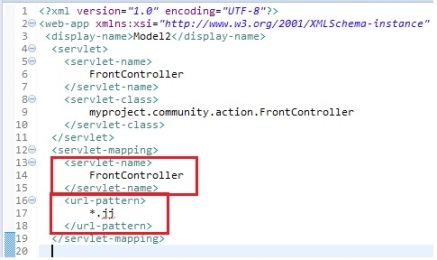 1 <?xml version="1.0" encoding="UTF-8"?>
2 <web-app xmlns:xsi="http://www.w3.org/2001/XMLSchema-instance"
3 <display-name>Model2</display-name>
4 <servlet>
5 <servlet-name>
6 FrontController
7 </servlet-name>
8 <servlet-class>
9 myproject.community.action.FrontController
10 </servlet-class>
11 </servlet>
12 <servlet-mapping>
13 <servlet-name>
14 FrontController
15 </servlet-name>
16 <url-pattern>
17 *.jj
18 </url-pattern>
19 </servlet-mapping>
20